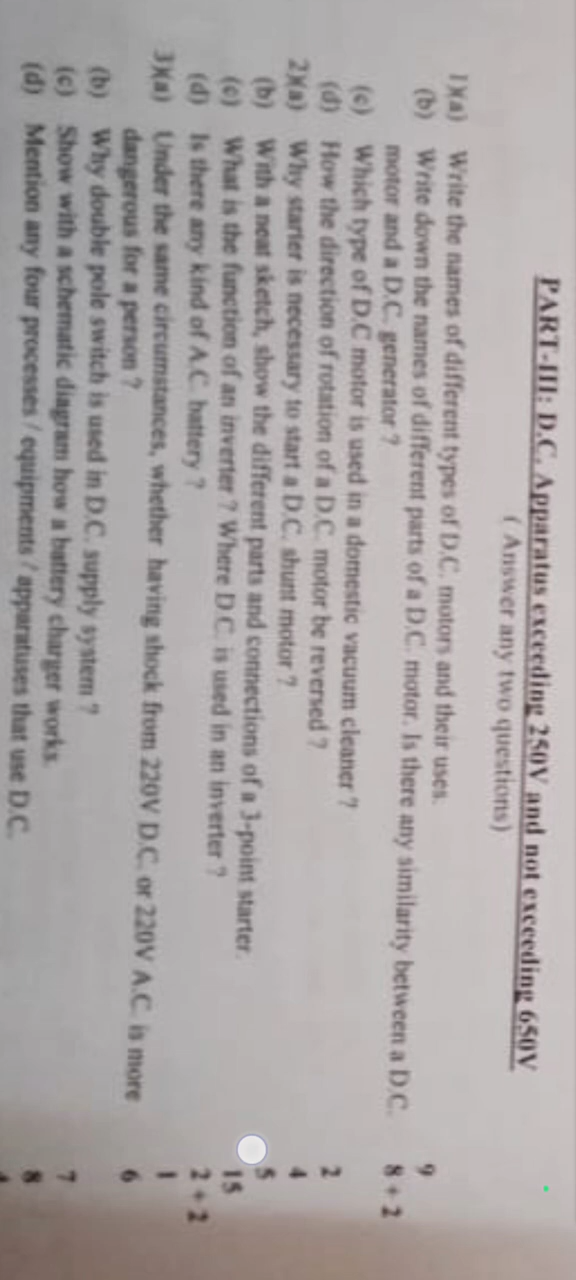 PART-III: D.C. Apparatus exceeding 250V and not exceeding 650V
( Answer any two questions)
1)(a) Write the names of different types of D.C. motors and their uses. 9
(b) Write down the names of different parts of a D.C. motor. Is there any similarity between a D.C. motor and a D.C. generator ? 8+2
(c) Which type of D.C motor is used in a domestic vacuum cleaner ? 2
(d) How the direction of rotation of a D.C. motor be reversed ? 4
2)(a) Why starter is necessary to start a D.C. shunt motor ? 5
(b) With a neat sketch, show the different parts and connections of a 3-point starter. 15
(c) What is the function of an inverter ? Where D.C. is used in an inverter ? 2+2
(d) Is there any kind of A.C. battery ? 1
3)(a) Under the same circumstances, whether having shock from 220V D.C. or 220V A.C. is more dangerous for a person ? 6
(b) Why double pole switch is used in D.C. supply system ? 7
(c) Show with a schematic diagram how a battery charger works. 8
(d) Mention any four processes / equipments / apparatuses that use D.C. 4